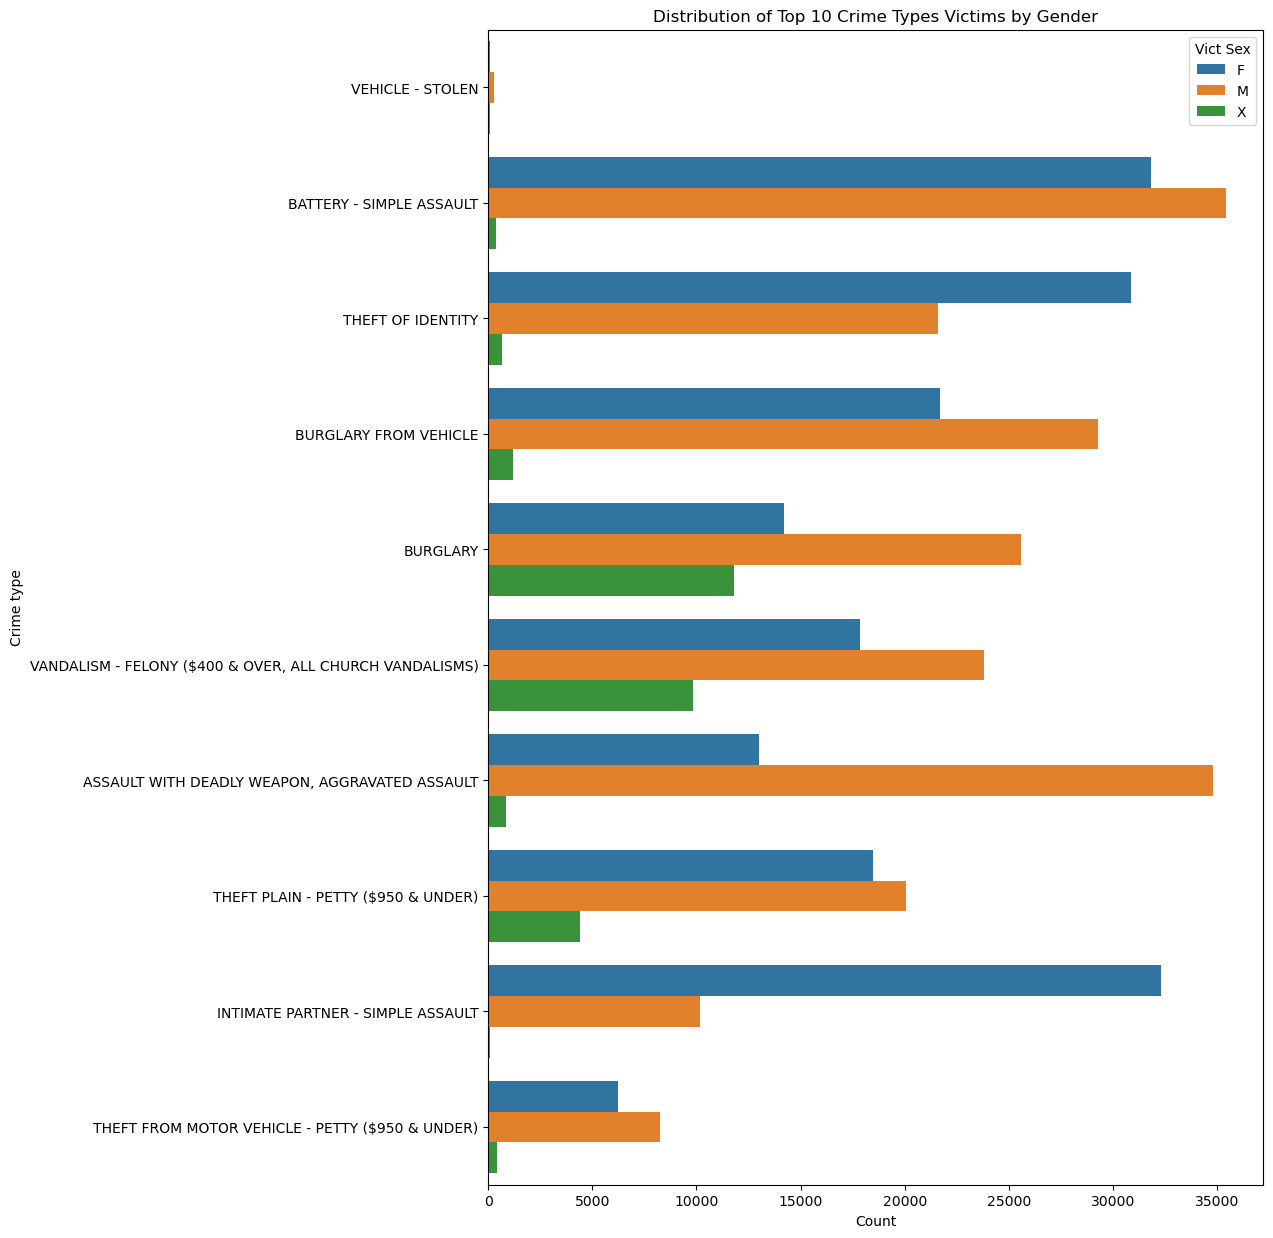 Distribution of Top 10 Crime Types Victims by Gender
Vict Sex
F
M
X
Crime type
VEHICLE - STOLEN
BATTERY - SIMPLE ASSAULT
THEFT OF IDENTITY
BURGLARY FROM VEHICLE
BURGLARY
VANDALISM - FELONY ($400 & OVER, ALL CHURCH VANDALISMS)
ASSAULT WITH DEADLY WEAPON, AGGRAVATED ASSAULT
THEFT PLAIN - PETTY ($950 & UNDER)
INTIMATE PARTNER - SIMPLE ASSAULT
THEFT FROM MOTOR VEHICLE - PETTY ($950 & UNDER)
0 5000 10000 15000 20000 25000 30000 35000
Count